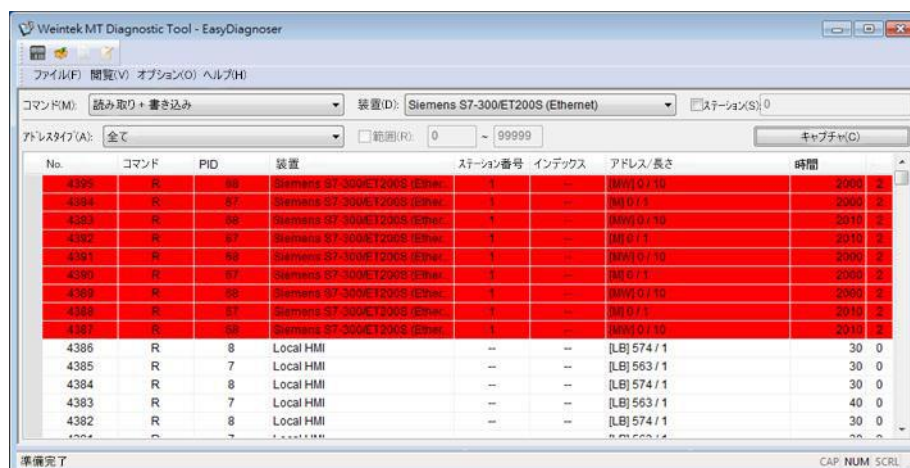 Weintek MT Diagnostic Tool - EasyDiagnoser
ファイル(F) 閲覧(V) オプション(O) ヘルプ(H)
コマンド(M): 読み取り + 書き込み 装置(D): Siemens S7-300/ET200S (Ethernet) ステーション(S): 0
アドレスタイプ(A): 全て 範囲(R): 0 ~ 99999 キャプチャ(C)
No. コマンド PID 装置 ステーション番号 インデックス アドレス/長さ 時間
4395 R 68 Siemens S7-300/ET200S (Ether... 1 -- [MW] 0 / 10 2000 2
R 67 Siemens S7-300/ET200S (Ether... 1 -- [M] 0 / 1 2000 2
R 68 Siemens S7-300/ET200S (Ether... 1 -- [MW] 0 / 10 2010 2
4392 R 67 Siemens S7-300/ET200S (Ether... 1 -- [M] 0 / 1 2010 2
4391 R 68 Siemens S7-300/ET200S (Ether... 1 -- [MW] 0 / 10 2000 2
4390 R 67 Siemens S7-300/ET200S (Ether... 1 -- [M] 0 / 1 2000 2
4389 R 68 Siemens S7-300/ET200S (Ether... 1 -- [MW] 0 / 10 2000 2
4388 R 67 Siemens S7-300/ET200S (Ether... 1 -- [M] 0 / 1 2010 2
4387 R 68 Siemens S7-300/ET200S (Ether... 1 -- [MW] 0 / 10 2010 2
4386 R 8 Local HMI -- -- [LB] 574 / 1 30 0
4385 R 7 Local HMI -- -- [LB] 563 / 1 30 0
4384 R 8 Local HMI -- -- [LB] 574 / 1 30 0
4383 R 7 Local HMI -- -- [LB] 563 / 1 40 0
4382 R 8 Local HMI -- -- [LB] 574 / 1 30 0
準備完了 CAP NUM SCRL